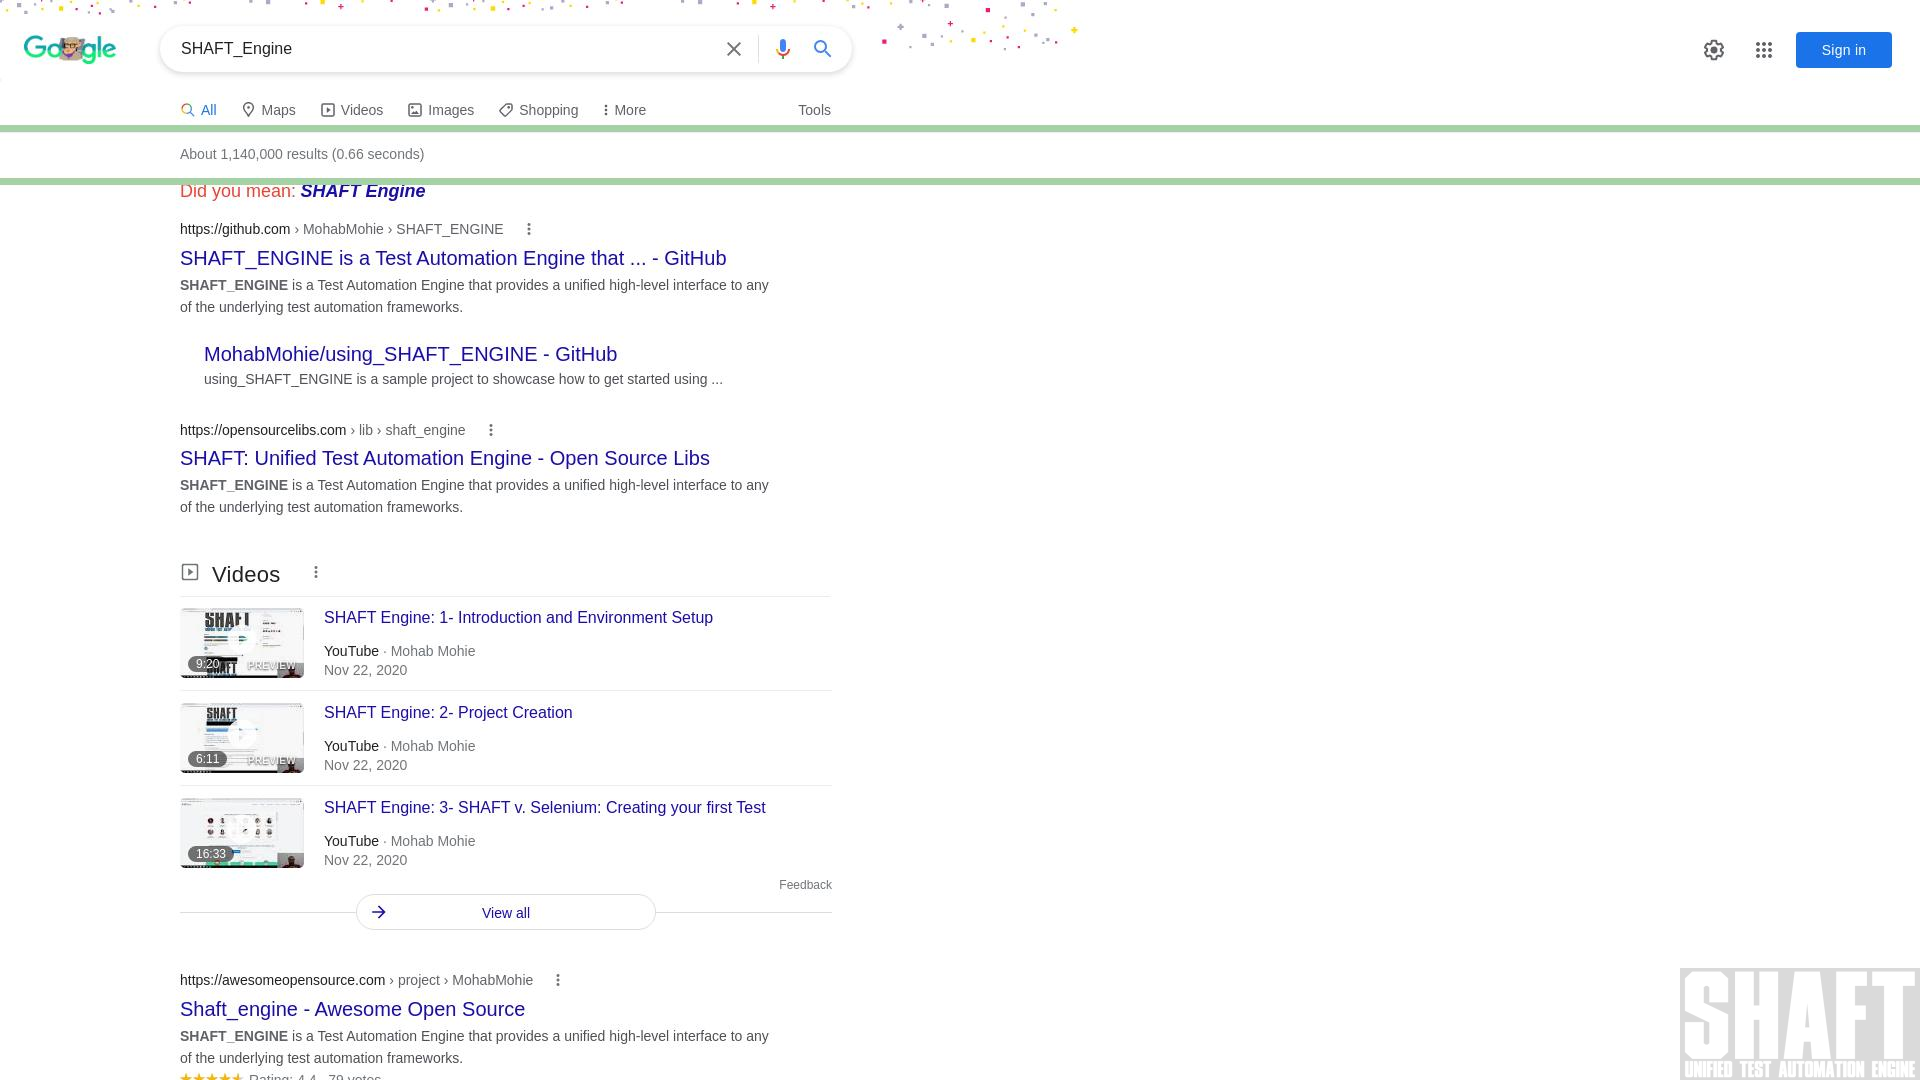 Google
SHAFT_Engine
Sign in
All
Maps
Videos
Images
Shopping
More
Tools
About 1,140,000 results (0.66 seconds)
Did you mean: SHAFT Engine
https://github.com › MohabMohie › SHAFT_ENGINE
SHAFT_ENGINE is a Test Automation Engine that ... - GitHub
SHAFT_ENGINE is a Test Automation Engine that provides a unified high-level interface to any
of the underlying test automation frameworks.
MohabMohie/using_SHAFT_ENGINE - GitHub
using_SHAFT_ENGINE is a sample project to showcase how to get started using ...
https://opensourcelibs.com › lib › shaft_engine
SHAFT: Unified Test Automation Engine - Open Source Libs
SHAFT_ENGINE is a Test Automation Engine that provides a unified high-level interface to any
of the underlying test automation frameworks.
Videos
SHAFT Engine: 1- Introduction and Environment Setup
SHAFT
YouTube · Mohab Mohie
9:20
PREVIEW
Nov 22, 2020
SHAFT Engine: 2- Project Creation
SHAFT
YouTube · Mohab Mohie
6:11
PREVIEW
Nov 22, 2020
SHAFT Engine: 3- SHAFT v. Selenium: Creating your first Test
YouTube · Mohab Mohie
16:33
Nov 22, 2020
Feedback
View all
https://awesomeopensource.com › project › MohabMohie
Shaft_engine - Awesome Open Source
SHAFT_ENGINE is a Test Automation Engine that provides a unified high-level interface to any
of the underlying test automation frameworks.
Rating: 4.4 · 79 votes
SHAFT
UNIFIED TEST AUTOMATION ENGINE